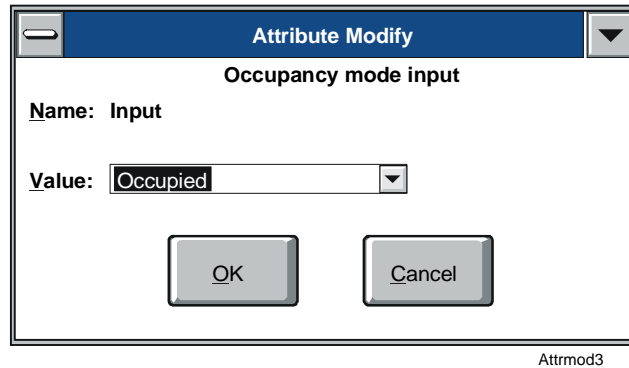 Attribute Modify
Occupancy mode input
Name: Input
Value: Occupied
OK Cancel
Attrmod3